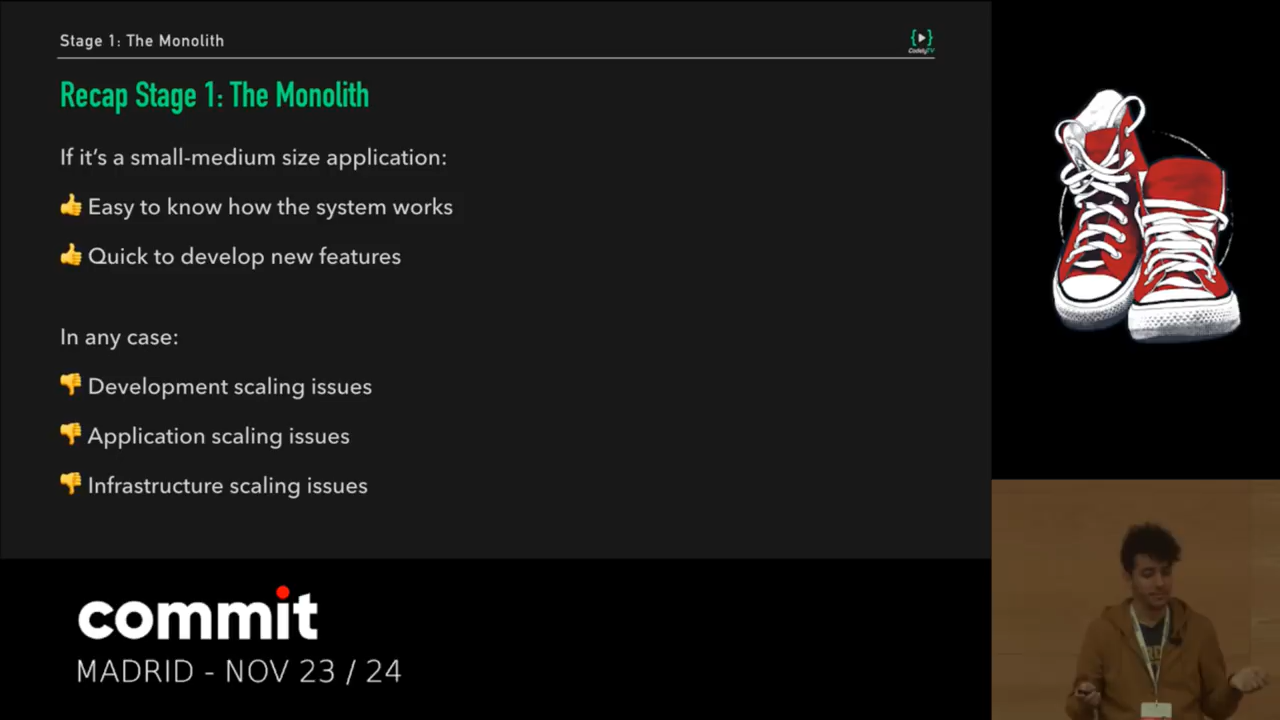 Stage 1: The Monolith
CodelyTV
Recap Stage 1: The Monolith
If it's a small-medium size application:
👍 Easy to know how the system works
👍 Quick to develop new features
In any case:
👎 Development scaling issues
👎 Application scaling issues
👎 Infrastructure scaling issues
commit
MADRID - NOV 23 / 24